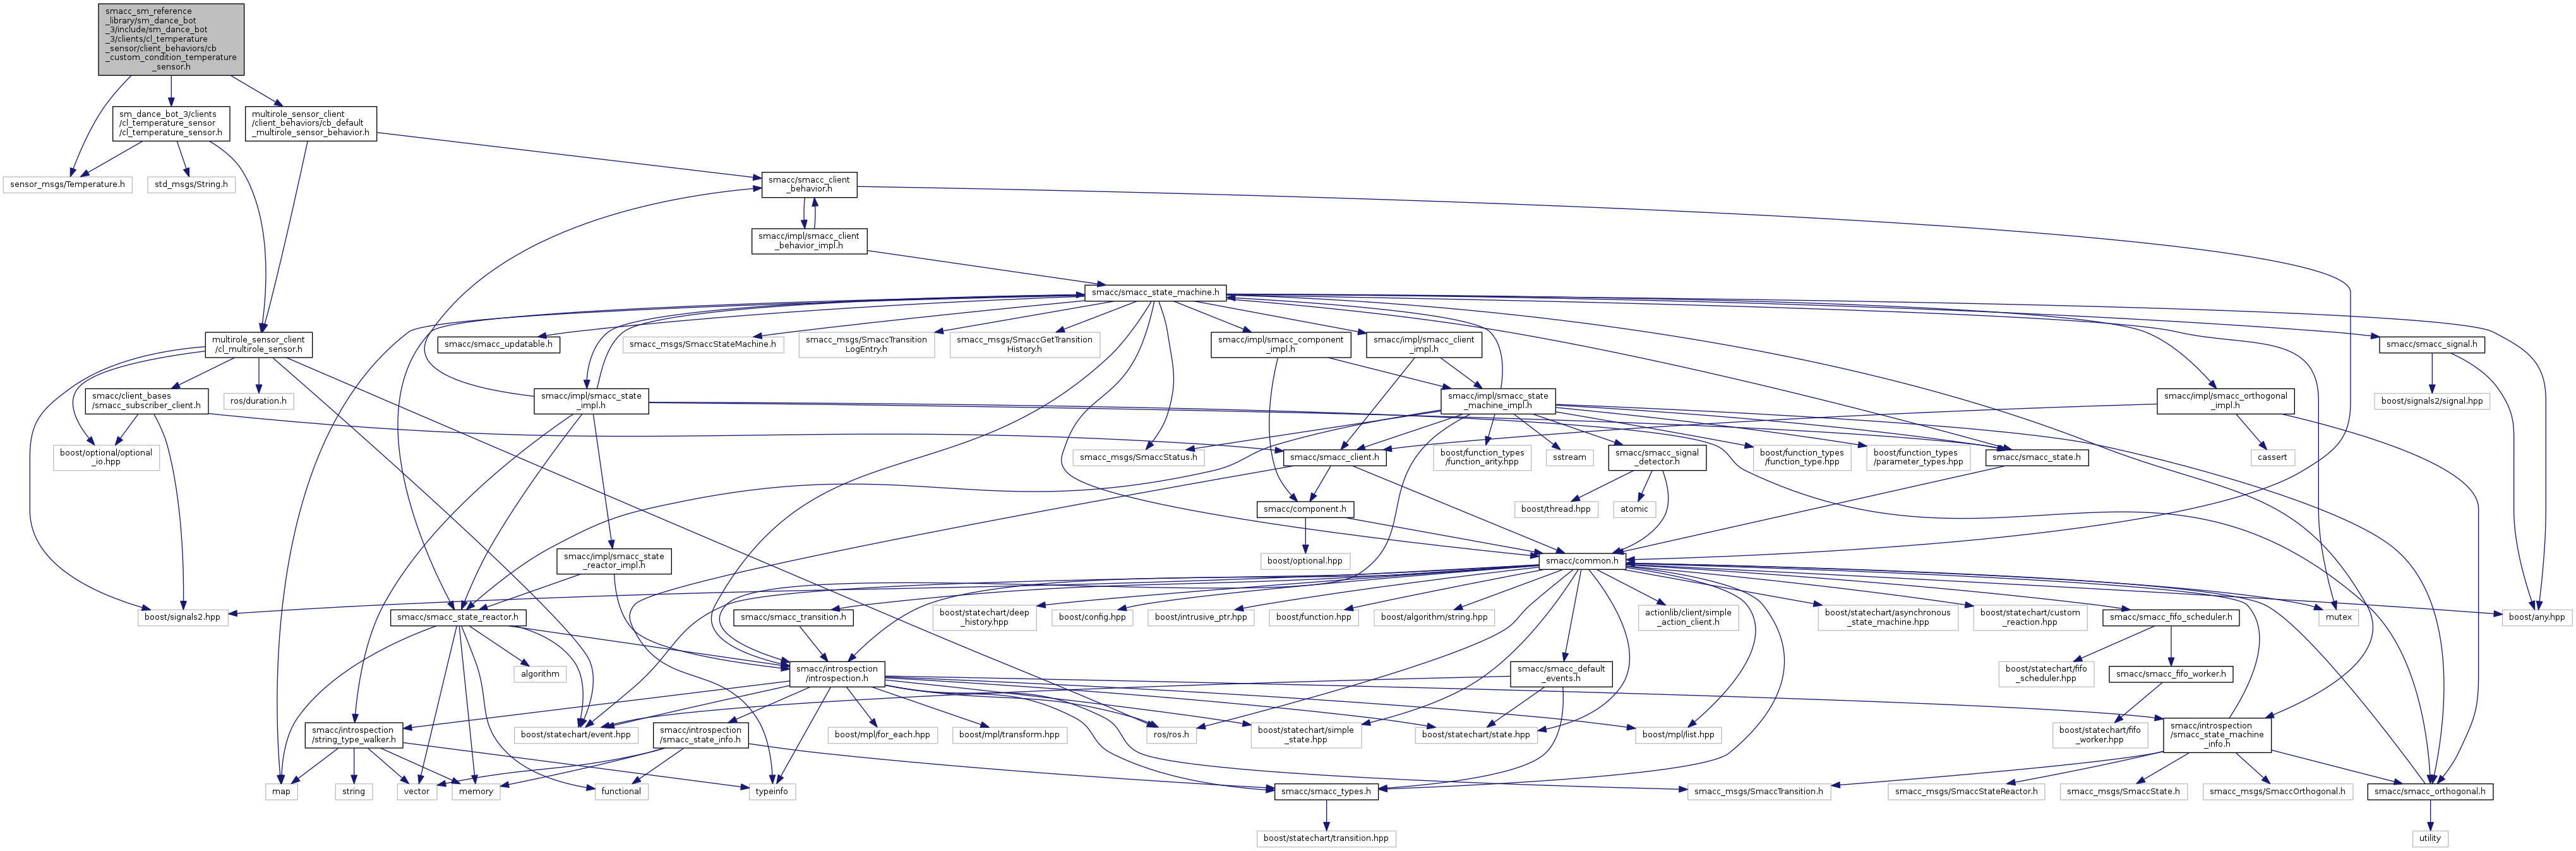 smacc_sm_reference
_library/sm_dance_bot
_3/include/sm_dance_bot
_3/clients/cl_temperature
_sensor/client_behaviors/cb
_custom_condition_temperature
_sensor.h
sm_dance_bot_3/clients
/cl_temperature_sensor
/cl_temperature_sensor.h
multirole_sensor_client
/client_behaviors/cb_default
_multirole_sensor_behavior.h
sensor_msgs/Temperature.h
std_msgs/String.h
smacc/smacc_client
_behavior.h
smacc/impl/smacc_client
_behavior_impl.h
smacc/smacc_state_machine.h
multirole_sensor_client
/cl_multirole_sensor.h
smacc/smacc_updatable.h
smacc_msgs/SmaccStateMachine.h
smacc_msgs/SmaccTransition
LogEntry.h
smacc_msgs/SmaccGetTransition
History.h
smacc/impl/smacc_component
_impl.h
smacc/impl/smacc_client
_impl.h
smacc/smacc_signal.h
smacc/client_bases
/smacc_subscriber_client.h
ros/duration.h
smacc/impl/smacc_state
_impl.h
smacc/impl/smacc_state
_machine_impl.h
boost/signals2/signal.hpp
smacc/impl/smacc_orthogonal
_impl.h
boost/optional/optional
_io.hpp
smacc_msgs/SmaccStatus.h
smacc/smacc_client.h
boost/function_types
/function_arity.hpp
sstream
smacc/smacc_signal
_detector.h
boost/function_types
/function_type.hpp
boost/function_types
/parameter_types.hpp
smacc/smacc_state.h
cassert
smacc/component.h
boost/thread.hpp
atomic
smacc/impl/smacc_state
_reactor_impl.h
boost/optional.hpp
smacc/common.h
boost/signals2.hpp
smacc/smacc_state_reactor.h
smacc/smacc_transition.h
boost/statechart/deep
_history.hpp
boost/config.hpp
boost/intrusive_ptr.hpp
boost/function.hpp
boost/algorithm/string.hpp
actionlib/client/simple
_action_client.h
boost/statechart/asynchronous
_state_machine.hpp
boost/statechart/custom
_reaction.hpp
smacc/smacc_fifo_scheduler.h
mutex
boost/any.hpp
algorithm
smacc/introspection
/introspection.h
smacc/smacc_default
_events.h
boost/statechart/fifo
_scheduler.hpp
smacc/smacc_fifo_worker.h
smacc/introspection
/string_type_walker.h
boost/statechart/event.hpp
smacc/introspection
/smacc_state_info.h
boost/mpl/for_each.hpp
boost/mpl/transform.hpp
ros/ros.h
boost/statechart/simple
_state.hpp
boost/statechart/state.hpp
boost/mpl/list.hpp
boost/statechart/fifo
_worker.hpp
smacc/introspection
/smacc_state_machine
_info.h
map
string
vector
memory
functional
typeinfo
smacc/smacc_types.h
smacc_msgs/SmaccTransition.h
smacc_msgs/SmaccStateReactor.h
smacc_msgs/SmaccState.h
smacc_msgs/SmaccOrthogonal.h
smacc/smacc_orthogonal.h
boost/statechart/transition.hpp
utility